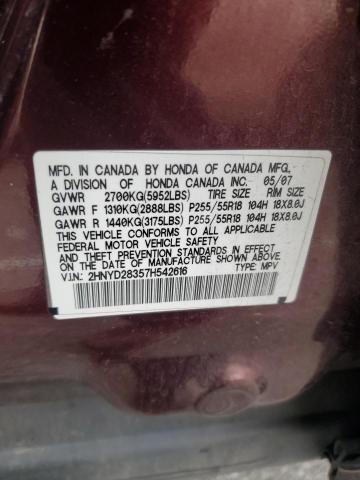 MFD. IN CANADA BY HONDA OF CANADA MFG.,
A DIVISION OF HONDA CANADA INC. 05/07
GVWR 2700KG(5952LBS) TIRE SIZE RIM SIZE
GAWR F 1310KG(2888LBS) P255/55R18 104H 18X8.0J
GAWR R 1440KG(3175LBS) P255/55R18 104H 18X8.0J
THIS VEHICLE CONFORMS TO ALL APPLICABLE
FEDERAL MOTOR VEHICLE SAFETY
AND THEFT PREVENTION STANDARDS IN EFFECT
ON THE DATE OF MANUFACTURE SHOWN ABOVE.
V.I.N.: 2HNYD28357H542616 TYPE: MPV